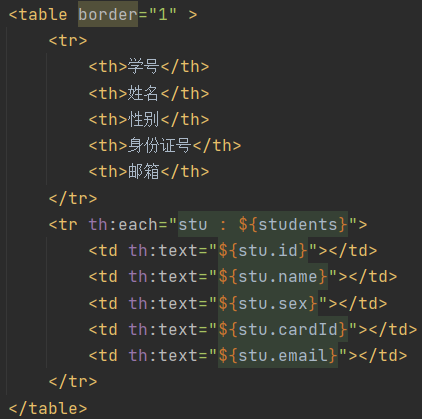 <table border="1" >
<tr>
<th>学号</th>
<th>姓名</th>
<th>性别</th>
<th>身份证号</th>
<th>邮箱</th>
</tr>
<tr th:each="stu : ${students}">
<td th:text="${stu.id}"></td>
<td th:text="${stu.name}"></td>
<td th:text="${stu.sex}"></td>
<td th:text="${stu.cardId}"></td>
<td th:text="${stu.email}"></td>
</tr>
</table>